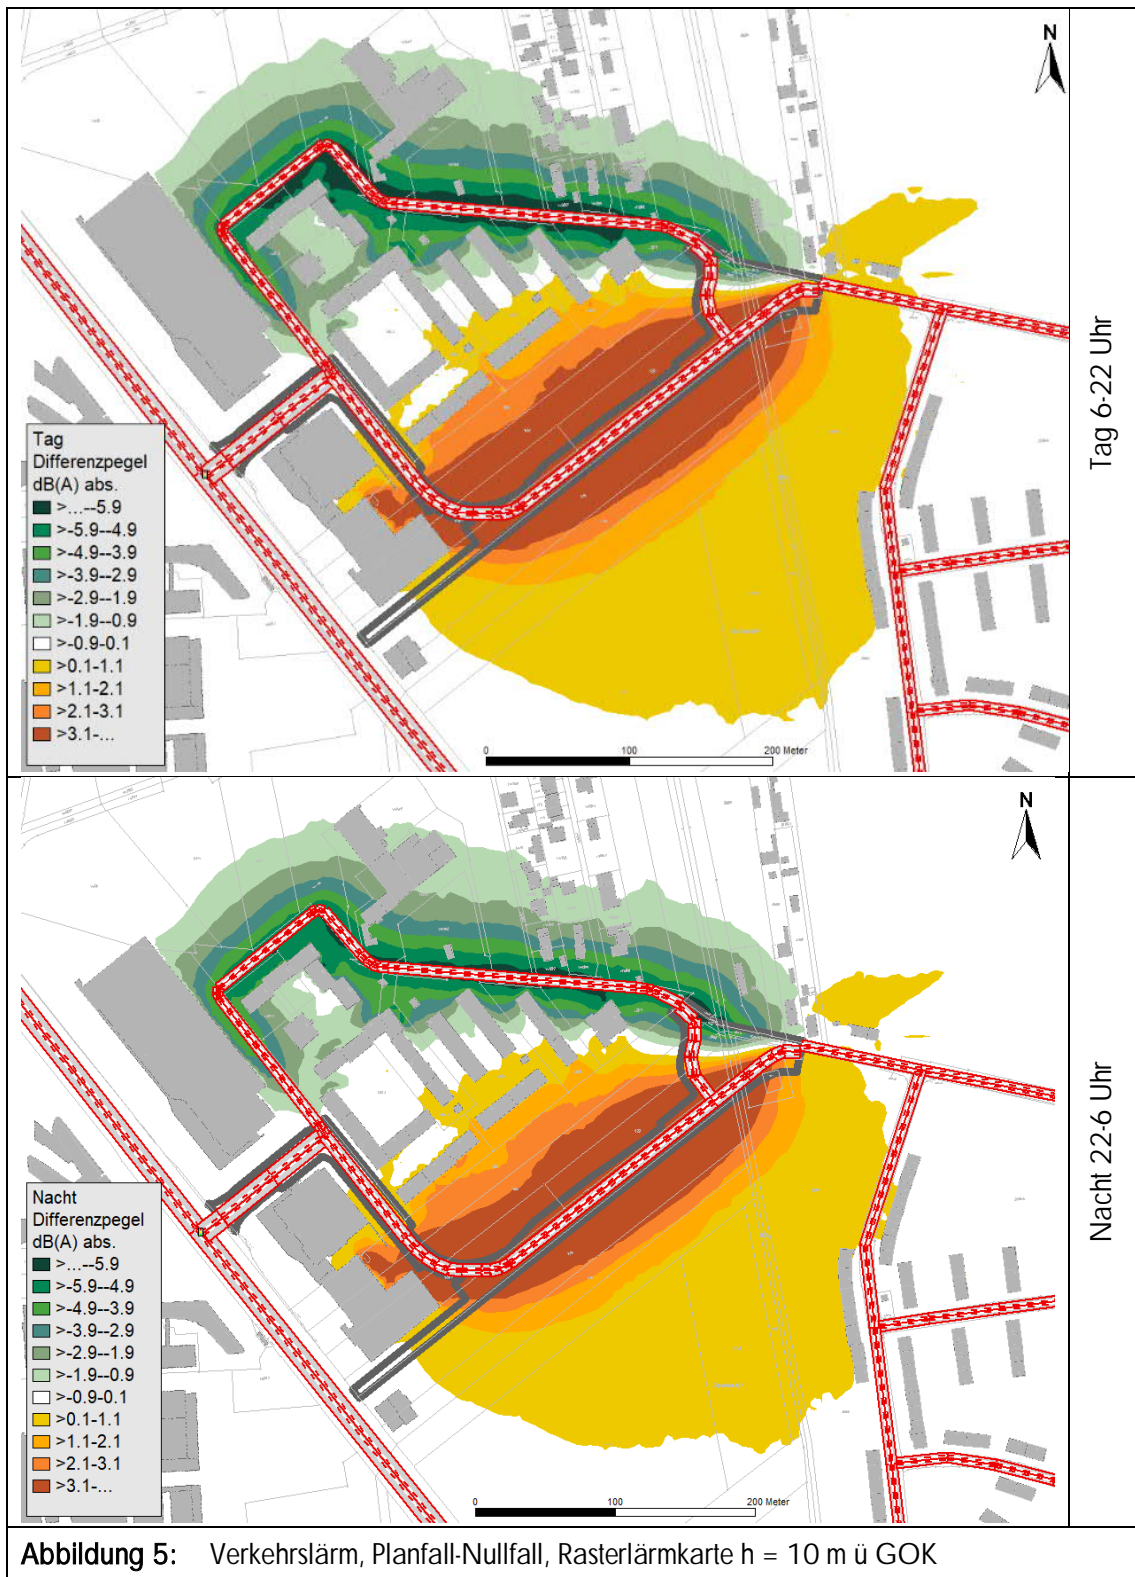 N
Tag
Differenzpegel
dB(A) abs.
>...--5.9
>-5.9--4.9
>-4.9--3.9
>-3.9--2.9
>-2.9--1.9
>-1.9--0.9
>-0.9-0.1
>0.1-1.1
>1.1-2.1
>2.1-3.1
>3.1-...
0 100 200 Meter
Tag 6-22 Uhr
N
Nacht
Differenzpegel
dB(A) abs.
>...--5.9
>-5.9--4.9
>-4.9--3.9
>-3.9--2.9
>-2.9--1.9
>-1.9--0.9
>-0.9-0.1
>0.1-1.1
>1.1-2.1
>2.1-3.1
>3.1-...
0 100 200 Meter
Nacht 22-6 Uhr
Abbildung 5: Verkehrslärm, Planfall-Nullfall, Rasterlärmkarte h = 10 m ü GOK